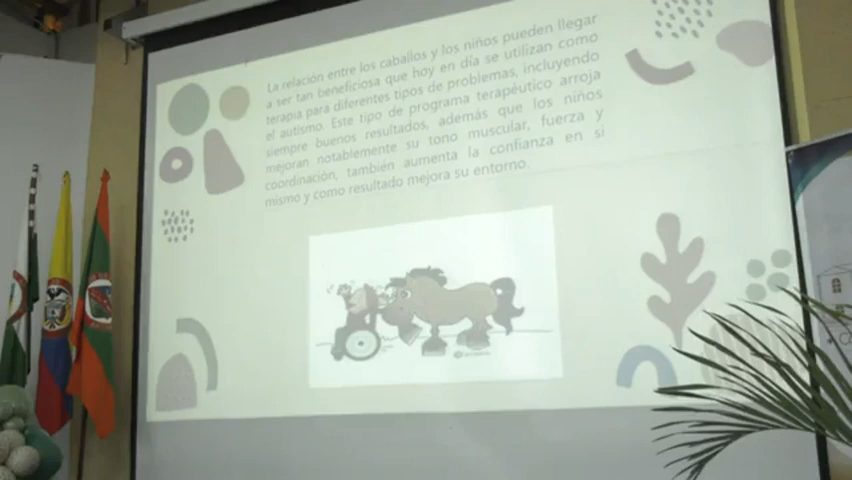 La relación entre los caballos y los niños pueden llegar
a ser tan beneficiosa que hoy en día se utilizan como
terapia para diferentes tipos de problemas, incluyendo
el autismo. Este tipo de programa terapéutico arroja
siempre buenos resultados, además que los niños
mejoran notablemente su tono muscular, fuerza y
coordinación, también aumenta la confianza en si
mismo y como resultado mejora su entorno.